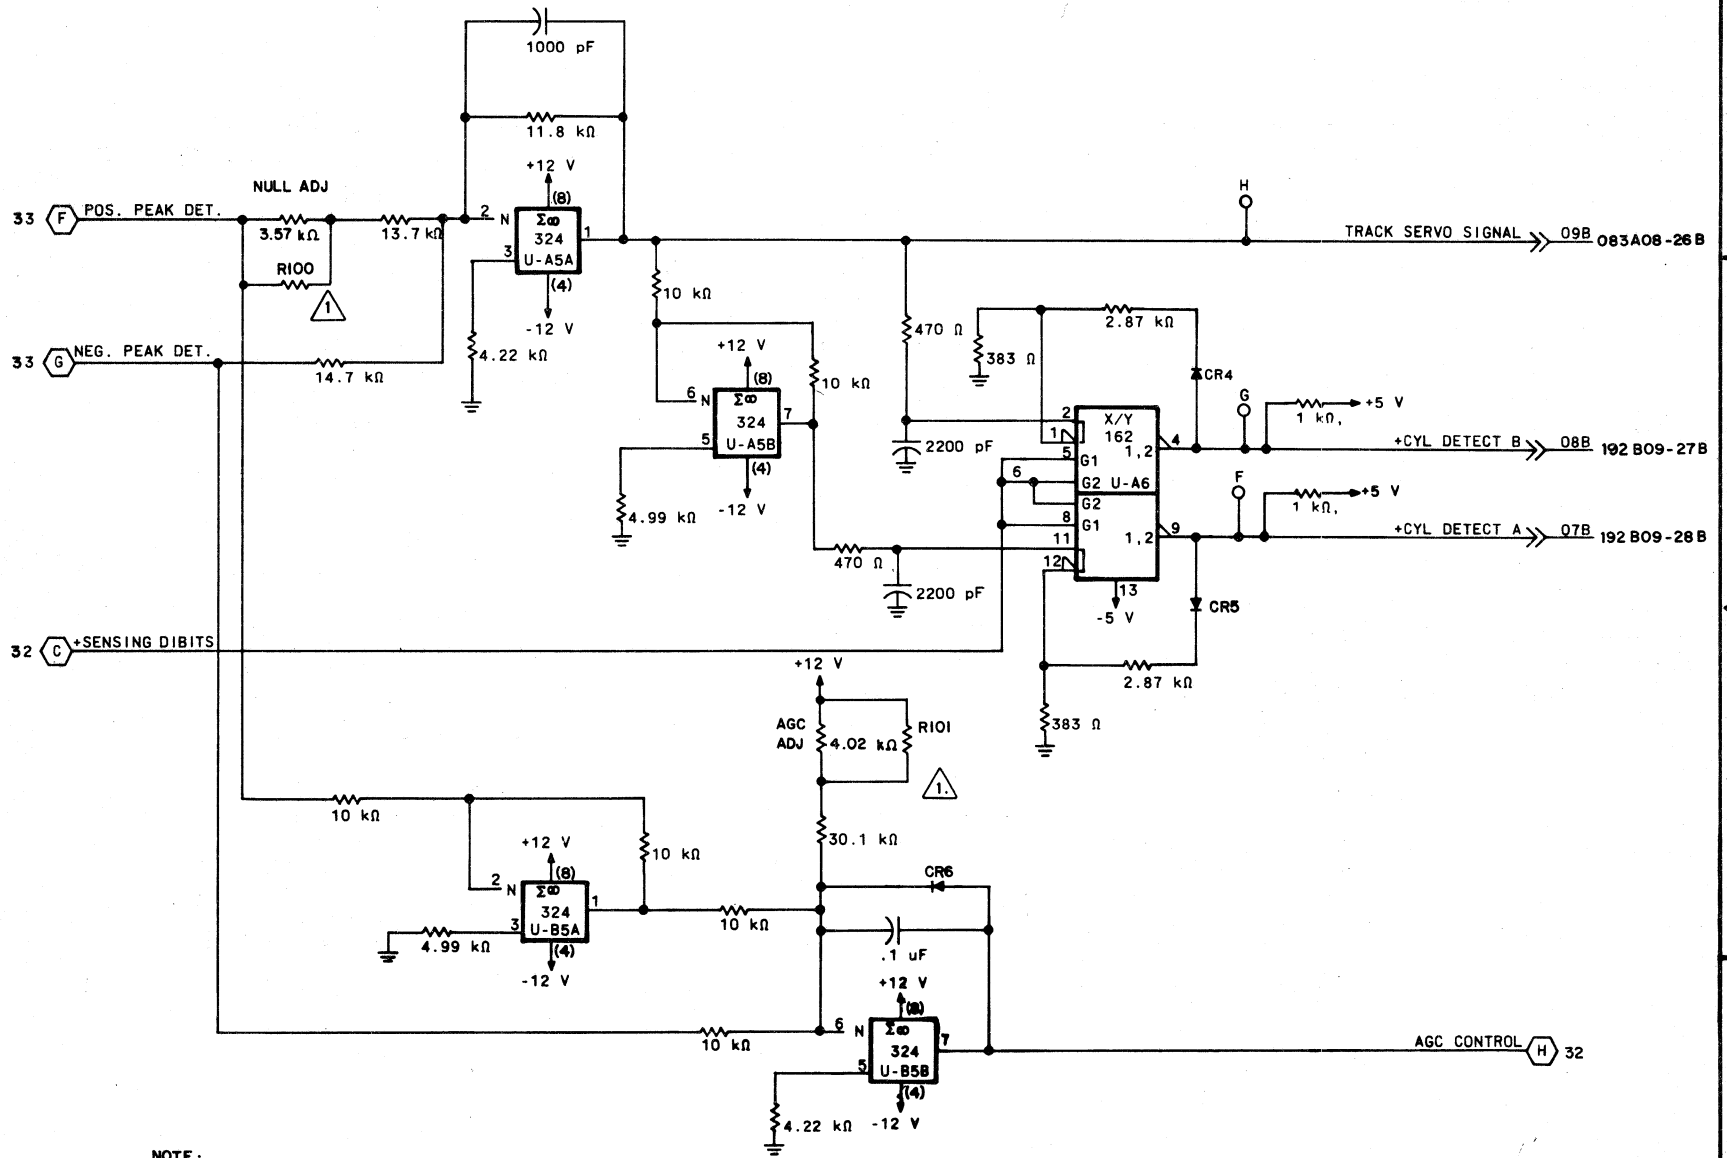 1000 pF
11.8 kΩ
+12 V
NULL ADJ
(8)
H
33 F POS. PEAK DET.
2 N
Σ∞
324
U-A5A
1
3.57 kΩ
13.7 kΩ
TRACK SERVO SIGNAL
09B
083A08-26B
3
R100
1
(4)
10 kΩ
-12 V
470 Ω
2.87 kΩ
33 G NEG. PEAK DET.
4.22 kΩ
+12 V
383 Ω
14.7 kΩ
(8)
10 kΩ
CR4
6 N
Σ∞
324
U-A5B
7
G
1 kΩ,
+5 V
2
X/Y
162
1
1,2
4
5
2200 pF
+CYL DETECT B
08B
192B09-27B
5
G1
(4)
6
G2 U-A6
F
+5 V
G2
1 kΩ,
4.99 kΩ
-12 V
8
G1
9
11
1,2
+CYL DETECT A
07B
192B09-28B
470 Ω
12
2200 pF
13
-5 V
CR5
32 C +SENSING DIBITS
+12 V
2.87 kΩ
AGC
ADJ
4.02 kΩ
R101
383 Ω
1.
10 kΩ
30.1 kΩ
+12 V
10 kΩ
(8)
CR6
2 N
Σ∞
324
U-B5A
1
3
10 kΩ
4.99 kΩ
(4)
.1 uF
-12 V
+12 V
(8)
6 N
Σ∞
324
U-B5B
7
10 kΩ
AGC CONTROL H 32
5
(4)
4.22 kΩ
-12 V
NOTE: